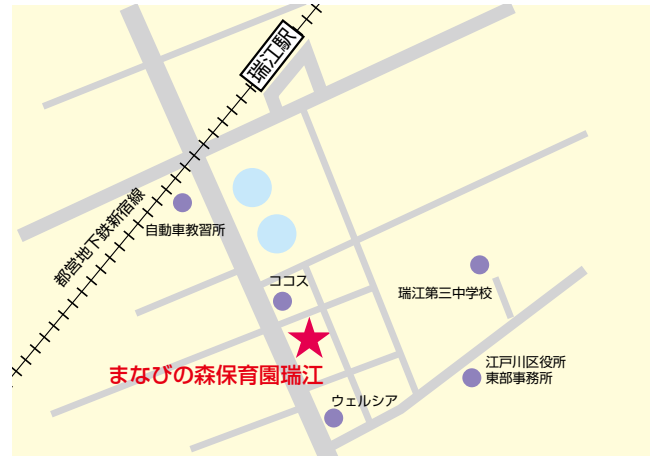 瑞江駅
都営地下鉄新宿線
自動車教習所
ココス
瑞江第三中学校
まなびの森保育園瑞江
江戸川区役所
東部事務所
ウェルシア